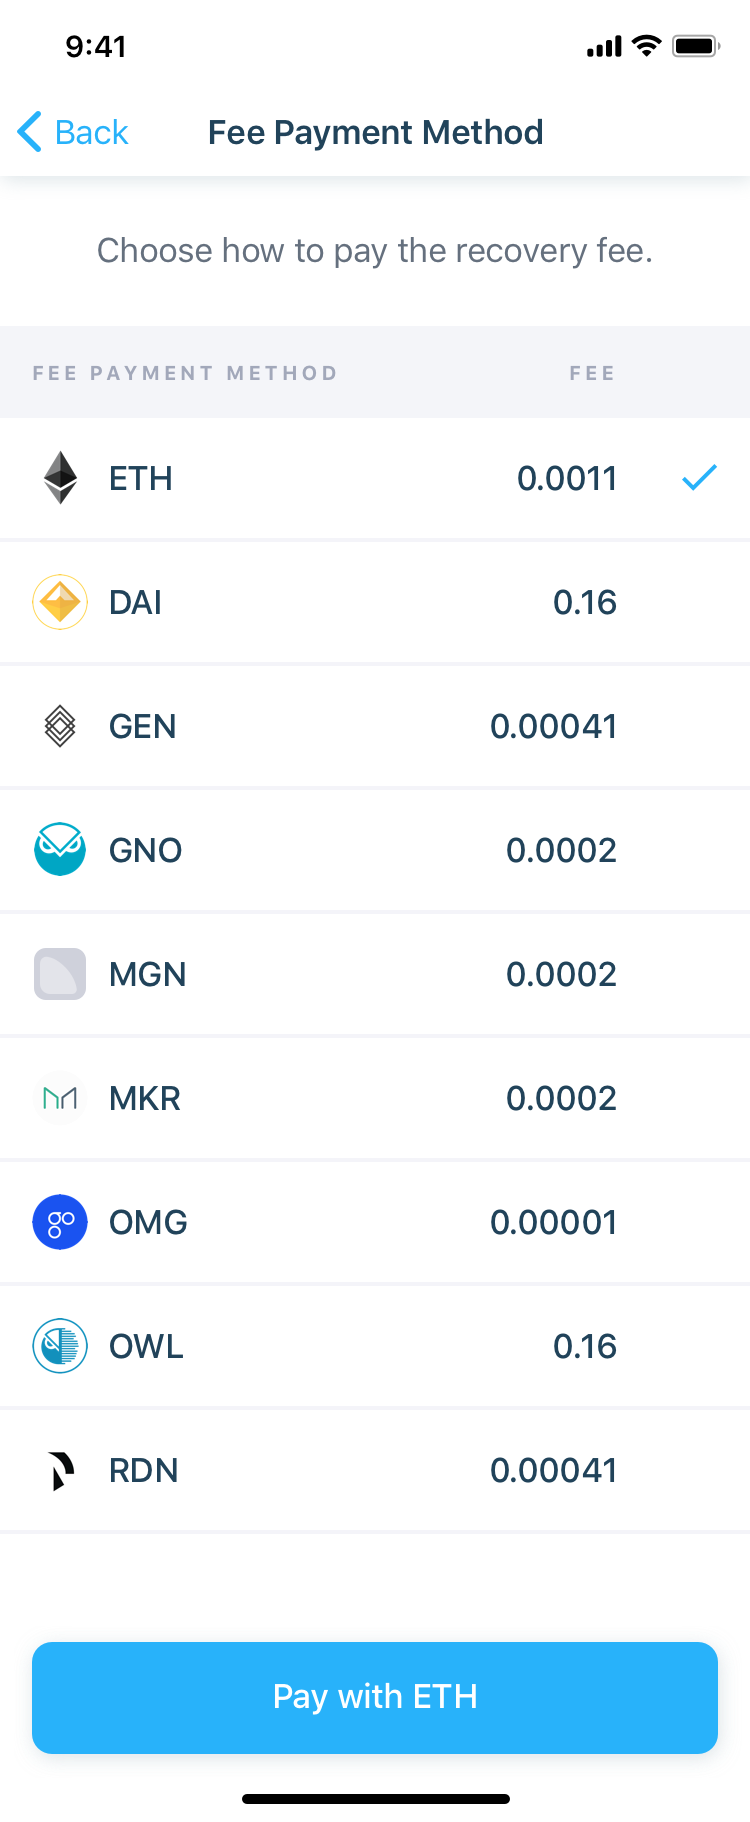 9:41
Back Fee Payment Method
Choose how to pay the recovery fee.
FEE PAYMENT METHOD FEE
ETH 0.0011
DAI 0.16
GEN 0.00041
GNO 0.0002
MGN 0.0002
MKR 0.0002
OMG 0.00001
OWL 0.16
RDN 0.00041
Pay with ETH